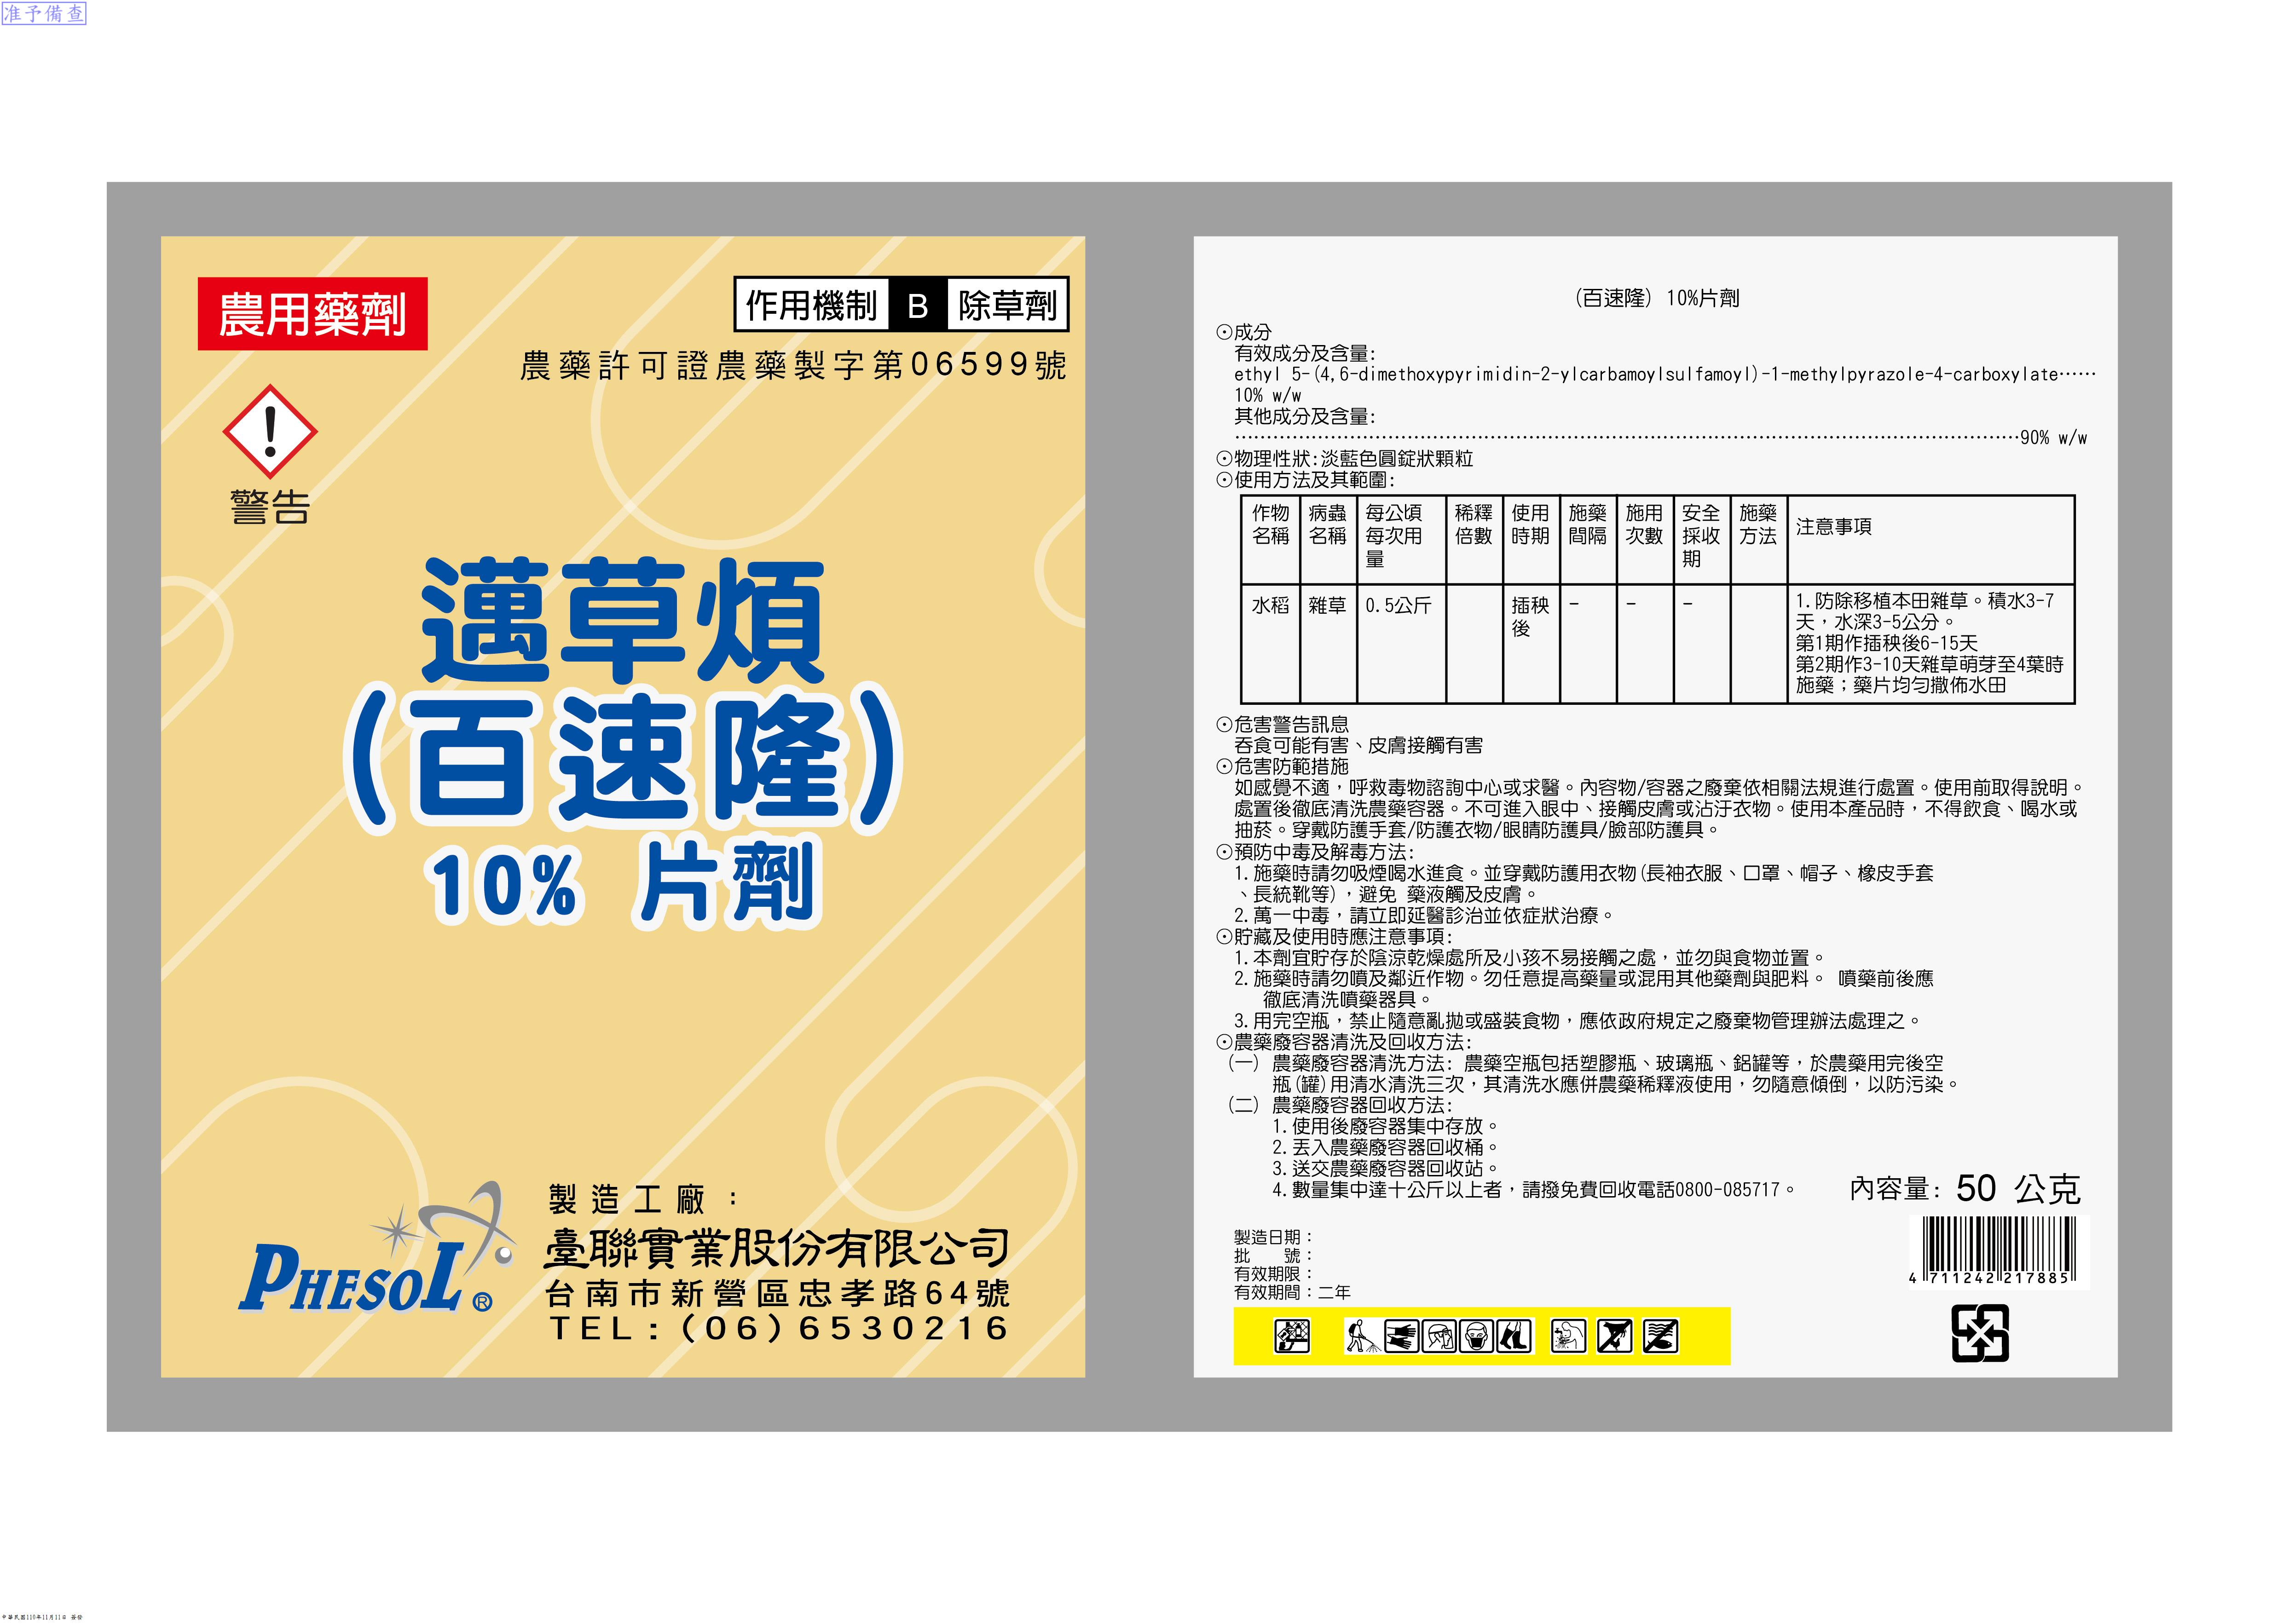 准予備查
農用藥劑
作用機制 B 除草劑
農藥許可證農藥製字第06599號
警告
邁草煩
(百速隆)
10% 片劑
PHESOL®
製造工廠：
臺聯實業股份有限公司
台南市新營區忠孝路64號
TEL:(06)6530216
(百速隆) 10%片劑
⊙成分
有效成分及含量:
ethyl 5-(4,6-dimethoxypyrimidin-2-ylcarbamoylsulfamoyl)-1-methylpyrazole-4-carboxylate……
10% w/w
其他成分及含量:
……………………………………………………………………………………………………………90% w/w
⊙物理性狀:淡藍色圓錠狀顆粒
⊙使用方法及其範圍:
作物名稱 病蟲名稱 每公頃每次用量 稀釋倍數 使用時期 施藥間隔 施用次數 安全採收期 施藥方法 注意事項
水稻 雜草 0.5公斤 插秧後 - - -
1.防除移植本田雜草。積水3-7
天，水深3-5公分。
第1期作插秧後6-15天
第2期作3-10天雜草萌芽至4葉時
施藥；藥片均勻撒佈水田
⊙危害警告訊息
吞食可能有害、皮膚接觸有害
⊙危害防範措施
如感覺不適，呼救毒物諮詢中心或求醫。內容物/容器之廢棄依相關法規進行處置。使用前取得說明。
處置後徹底清洗農藥容器。不可進入眼中、接觸皮膚或沾汙衣物。使用本產品時，不得飲食、喝水或
抽菸。穿戴防護手套/防護衣物/眼睛防護具/臉部防護具。
⊙預防中毒及解毒方法:
1.施藥時請勿吸煙喝水進食。並穿戴防護用衣物(長袖衣服、口罩、帽子、橡皮手套
、長統靴等)，避免 藥液觸及皮膚。
2.萬一中毒，請立即延醫診治並依症狀治療。
⊙貯藏及使用時應注意事項:
1.本劑宜貯存於陰涼乾燥處所及小孩不易接觸之處，並勿與食物並置。
2.施藥時請勿噴及鄰近作物。勿任意提高藥量或混用其他藥劑與肥料。 噴藥前後應
徹底清洗噴藥器具。
3.用完空瓶，禁止隨意亂拋或盛裝食物，應依政府規定之廢棄物管理辦法處理之。
⊙農藥廢容器清洗及回收方法:
(一) 農藥廢容器清洗方法: 農藥空瓶包括塑膠瓶、玻璃瓶、鋁罐等，於農藥用完後空
瓶(罐)用清水清洗三次，其清洗水應併農藥稀釋液使用，勿隨意傾倒，以防污染。
(二) 農藥廢容器回收方法:
1.使用後廢容器集中存放。
2.丟入農藥廢容器回收桶。
3.送交農藥廢容器回收站。
4.數量集中達十公斤以上者，請撥免費回收電話0800-085717。
內容量: 50 公克
製造日期：
批　　號：
有效期限：
有效期間：二年
4 711242 217885
中華民國110年11月11日 簽發